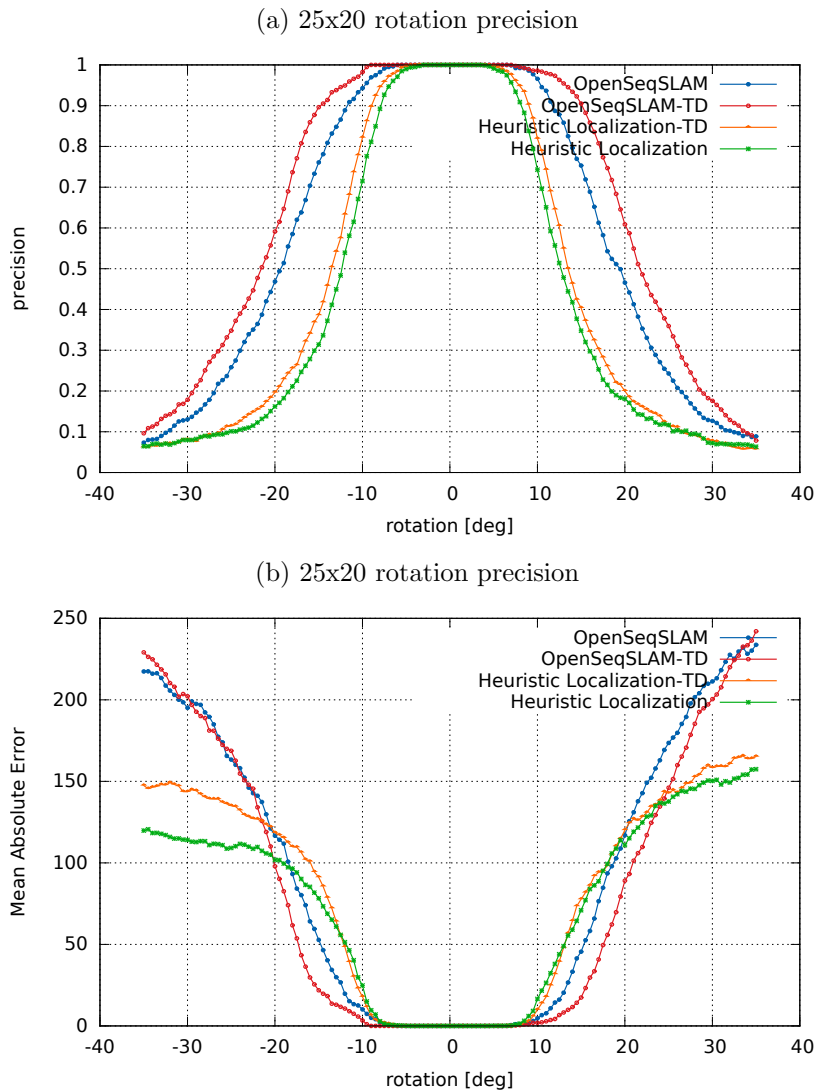 (a) 25x20 rotation precision
OpenSeqSLAM
OpenSeqSLAM-TD
Heuristic Localization-TD
Heuristic Localization
precision
1
0.9
0.8
0.7
0.6
0.5
0.4
0.3
0.2
0.1
0
-40 -30 -20 -10 0 10 20 30 40
rotation [deg]
(b) 25x20 rotation precision
OpenSeqSLAM
OpenSeqSLAM-TD
Heuristic Localization-TD
Heuristic Localization
Mean Absolute Error
250
200
150
100
50
0
-40 -30 -20 -10 0 10 20 30 40
rotation [deg]